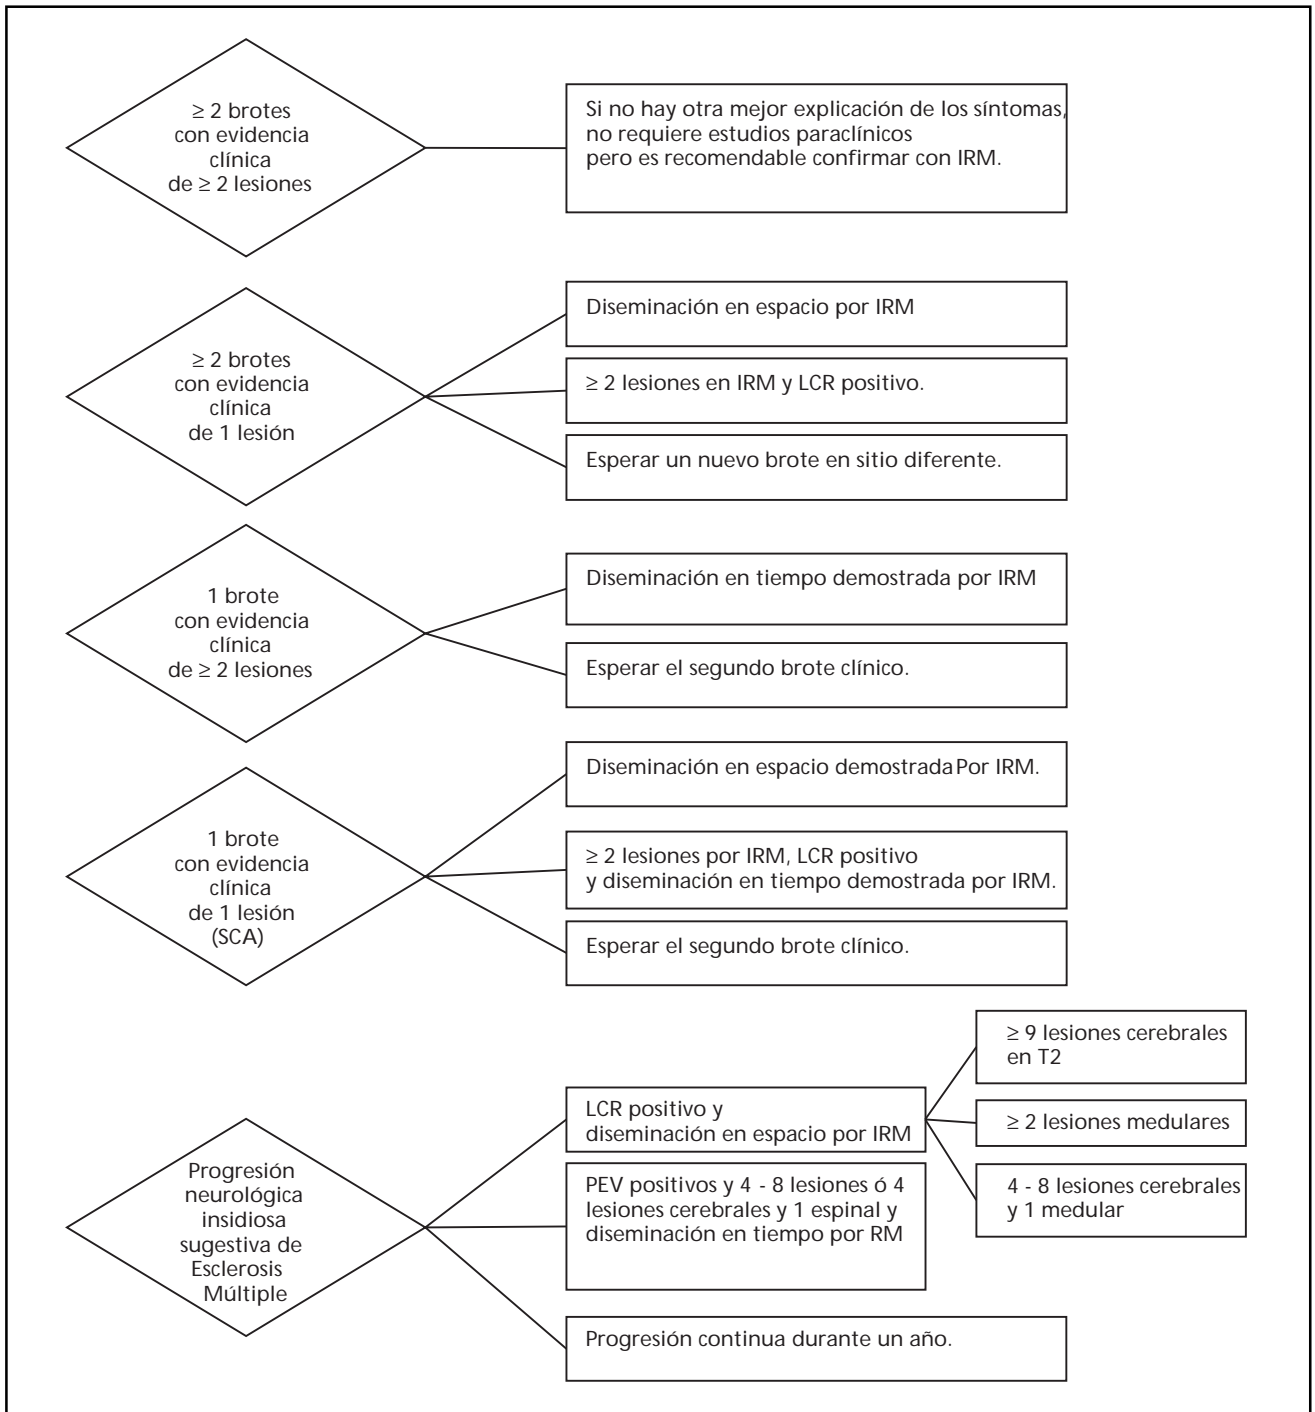 ≥ 2 brotes
con evidencia
clínica
de ≥ 2 lesiones
Si no hay otra mejor explicación de los síntomas,
no requiere estudios paraclínicos
pero es recomendable confirmar con IRM.
≥ 2 brotes
con evidencia
clínica
de 1 lesión
Diseminación en espacio por IRM
≥ 2 lesiones en IRM y LCR positivo.
Esperar un nuevo brote en sitio diferente.
1 brote
con evidencia
clínica
de ≥ 2 lesiones
Diseminación en tiempo demostrada por IRM
Esperar el segundo brote clínico.
1 brote
con evidencia
clínica
de 1 lesión
(SCA)
Diseminación en espacio demostrada Por IRM.
≥ 2 lesiones por IRM, LCR positivo
y diseminación en tiempo demostrada por IRM.
Esperar el segundo brote clínico.
Progresión
neurológica
insidiosa
sugestiva de
Esclerosis
Múltiple
LCR positivo y
diseminación en espacio por IRM
≥ 9 lesiones cerebrales
en T2
≥ 2 lesiones medulares
4 - 8 lesiones cerebrales
y 1 medular
PEV positivos y 4 - 8 lesiones ó 4
lesiones cerebrales y 1 espinal y
diseminación en tiempo por RM
Progresión continua durante un año.